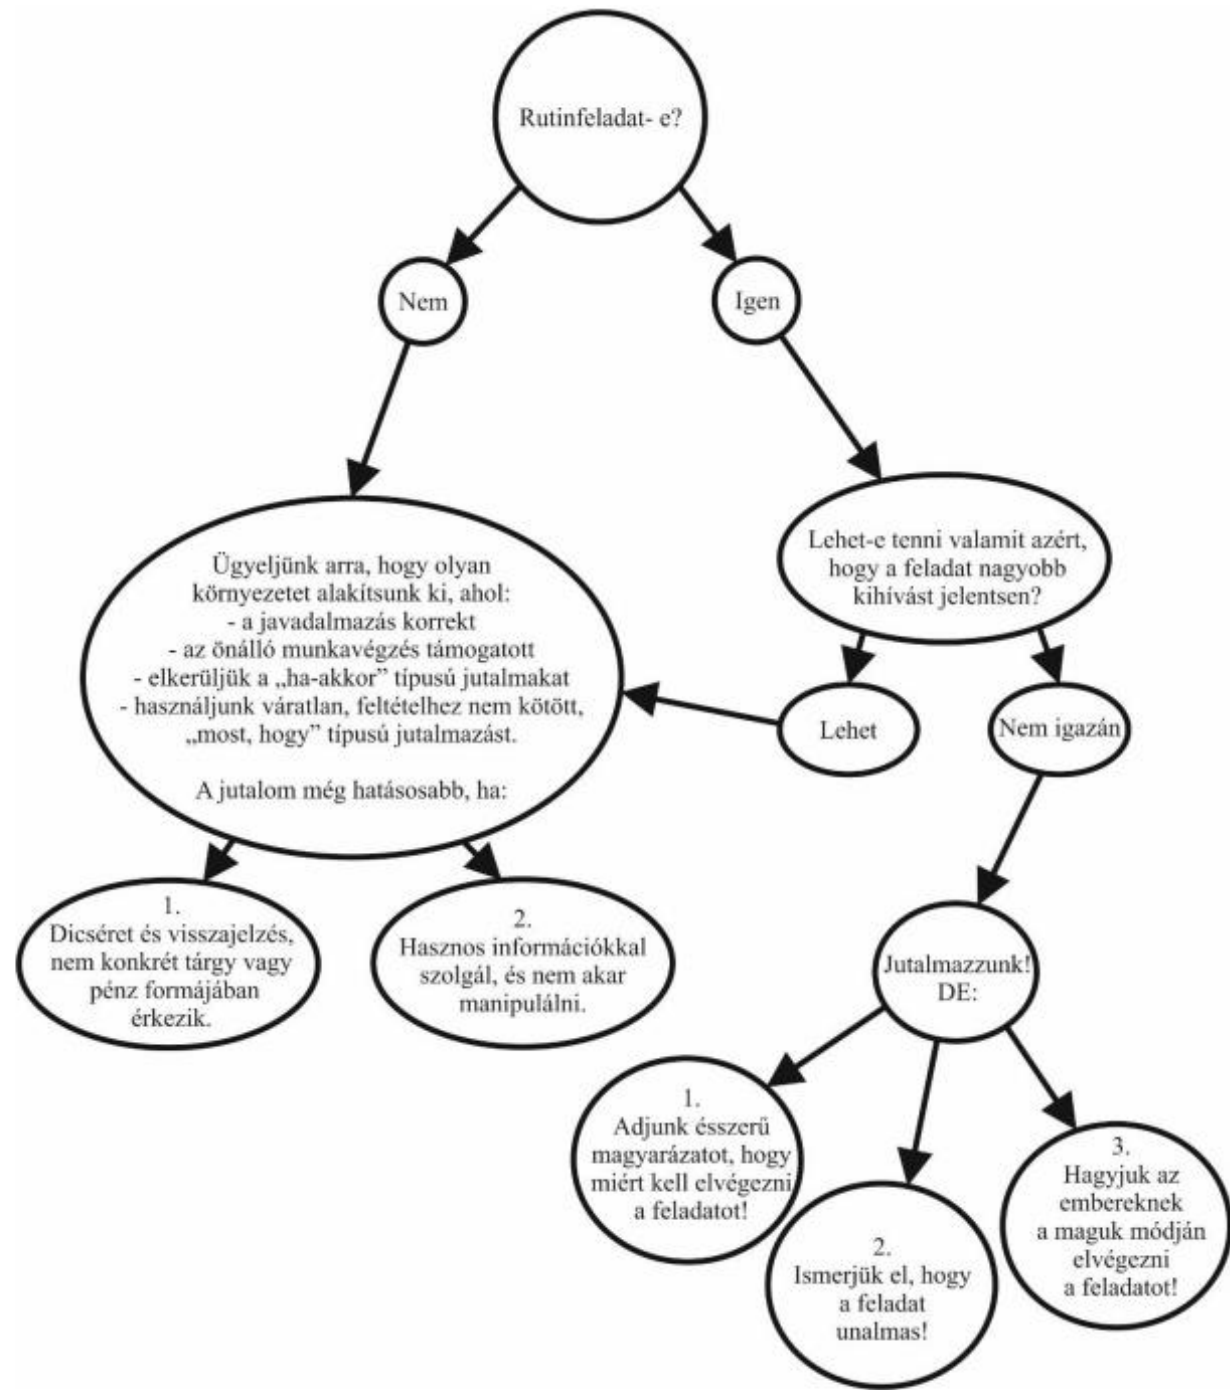 Rutinfeladat- e?
Nem
Igen
Ügyeljünk arra, hogy olyan
környezetet alakítsunk ki, ahol:
- a javadalmazás korrekt
- az önálló munkavégzés támogatott
- elkerüljük a „ha-akkor” típusú jutalmakat
- használjunk váratlan, feltételhez nem kötött,
„most, hogy” típusú jutalmazást.
A jutalom még hatásosabb, ha:
Lehet-e tenni valamit azért,
hogy a feladat nagyobb
kihívást jelentsen?
Lehet
Nem igazán
1.
Dicséret és visszajelzés,
nem konkrét tárgy vagy
pénz formájában
érkezik.
2.
Hasznos információkkal
szolgál, és nem akar
manipulálni.
Jutalmazzunk!
DE:
1.
Adjunk ésszerű
magyarázatot, hogy
miért kell elvégezni
a feladatot!
2.
Ismerjük el, hogy
a feladat
unalmas!
3.
Hagyjuk az
embereknek
a maguk módján
elvégezni
a feladatot!